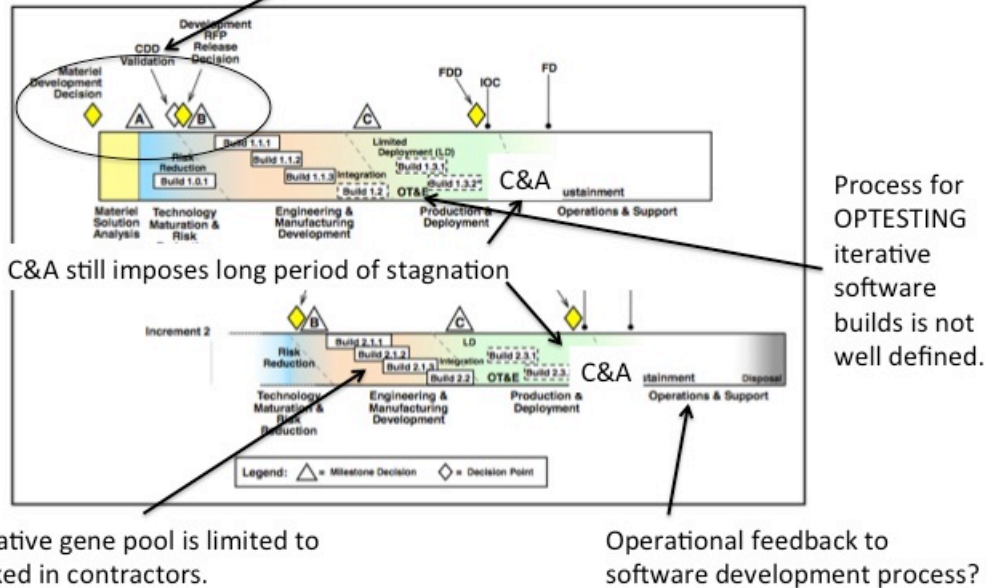 Development
RFP
Release
Decision
CDD
Validation
Materiel
Development
Decision
A
B
C
FDD
IOC
FD
Build 1.1.1
Build 1.1.2
Build 1.1.3
Risk
Reduction
Build 1.0.1
Integration
Build 1.2
Limited
Deployment (LD)
Build 1.3.1
Build 1.3.2*
OT&E
C&A
ustainment
Materiel
Solution
Analysis
Technology
Maturation &
Risk
Engineering &
Manufacturing
Development
Production &
Deployment
Operations & Support
Process for
OPTESTING
iterative
software
builds is not
well defined.
C&A still imposes long period of stagnation
Increment 2
B
C
Risk
Reduction
Build 2.1.1
Build 2.1.2
Build 2.1.3
Build 2.2
Integration
LD
Build 2.3.1
Build 2.3.
OT&E
C&A
stainment
Disposal
Technology
Maturation &
Risk
Reduction
Engineering &
Manufacturing
Development
Production &
Deployment
Operations & Support
Legend: = Milestone Decision = Decision Point
ative gene pool is limited to
ked in contractors.
Operational feedback to
software development process?